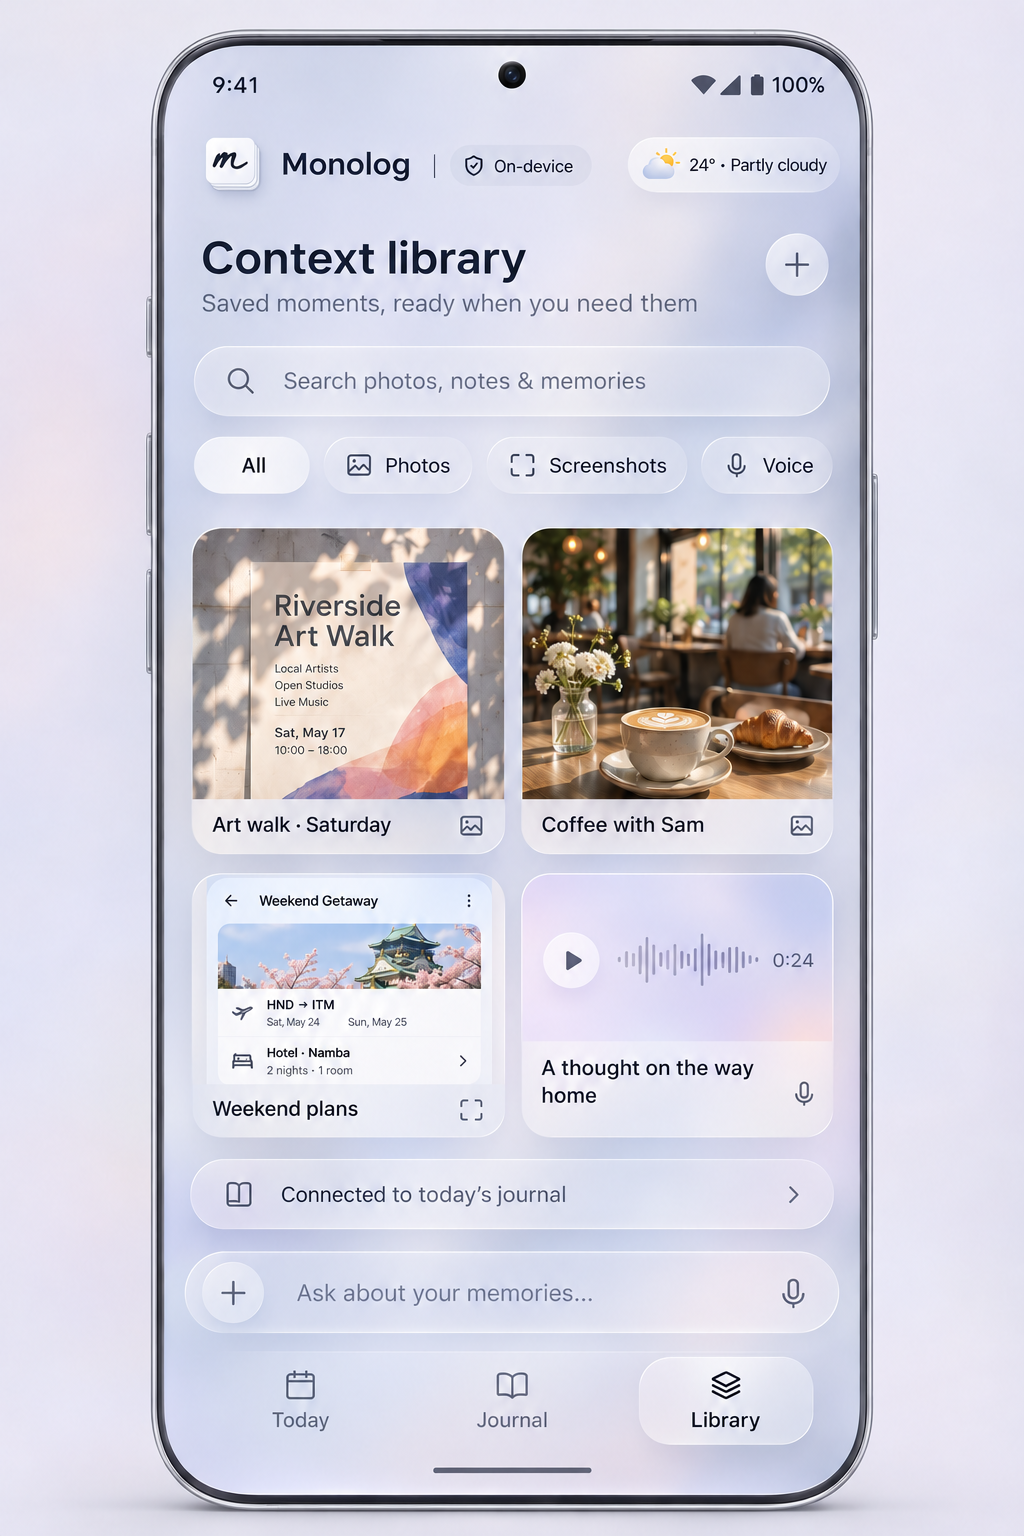 9:41
100%
m
Monolog
On-device
24° • Partly cloudy
Context library
Saved moments, ready when you need them
Search photos, notes & memories
All
Photos
Screenshots
Voice
Riverside
Art Walk
Local Artists
Open Studios
Live Music
Sat, May 17
10:00 – 18:00
Art walk · Saturday
Coffee with Sam
Weekend Getaway
HND → ITM
Sat, May 24 Sun, May 25
Hotel · Namba
2 nights · 1 room
Weekend plans
0:24
A thought on the way
home
Connected to today’s journal
Ask about your memories...
Today
Journal
Library